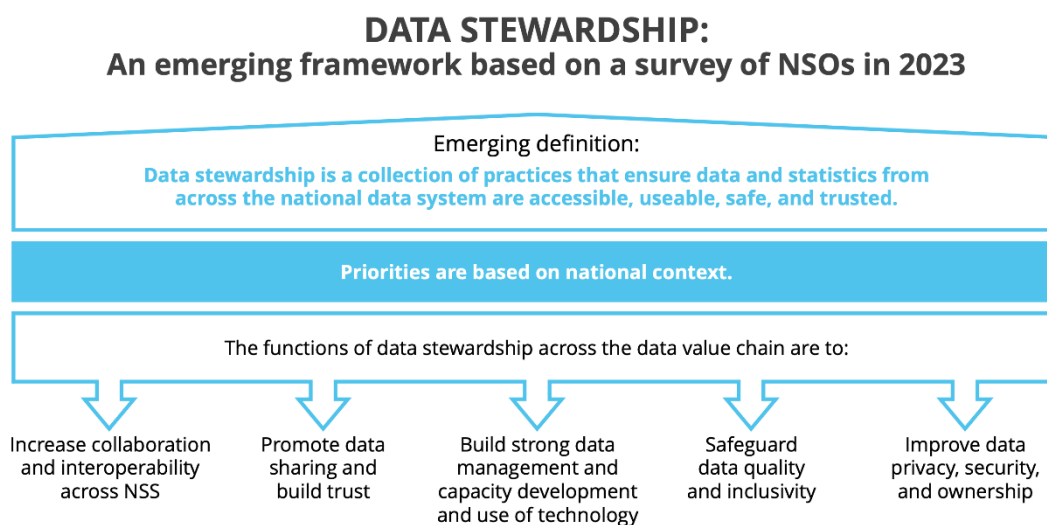 DATA STEWARDSHIP:
An emerging framework based on a survey of NSOs in 2023
Emerging definition:
Data stewardship is a collection of practices that ensure data and statistics from
across the national data system are accessible, useable, safe, and trusted.
Priorities are based on national context.
The functions of data stewardship across the data value chain are to:
Increase collaboration
and interoperability
across NSS
Promote data
sharing and
build trust
Build strong data
management and
capacity development
and use of technology
Safeguard
data quality
and inclusivity
Improve data
privacy, security,
and ownership